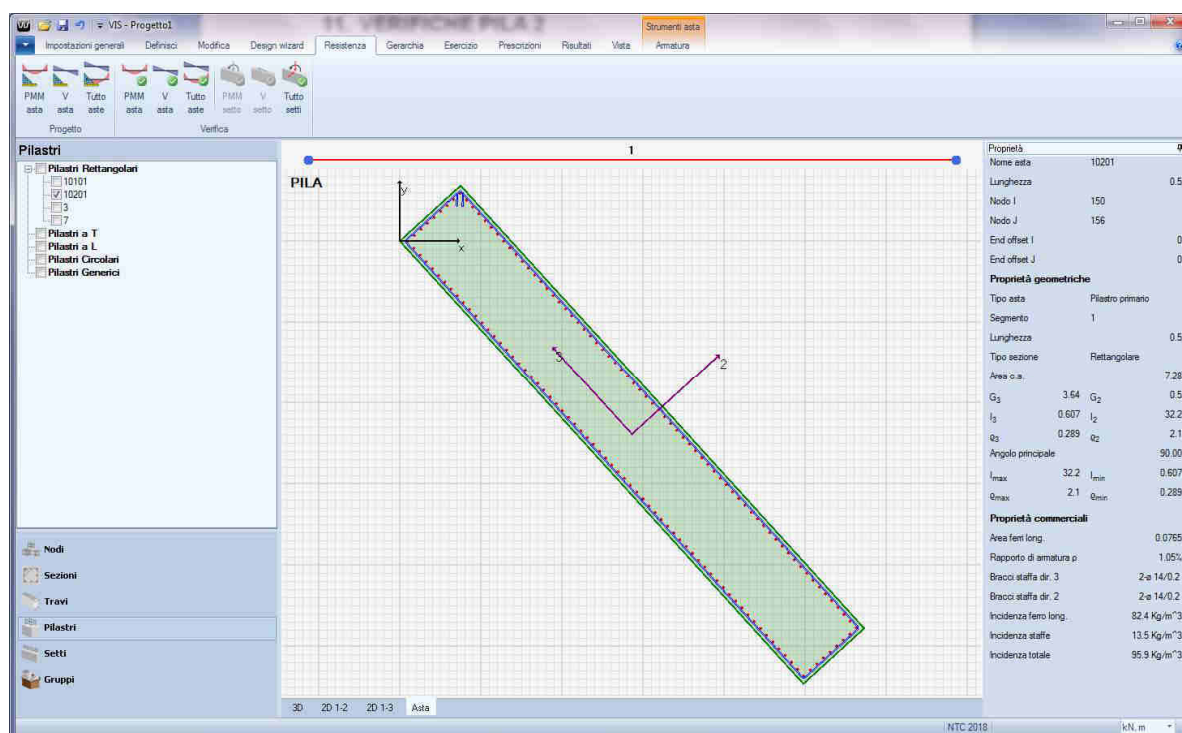 11. VERIFICHE PILA 2
VIS - Progetto1
Strumenti asta
Impostazioni generali Definisci Modifica Design wizard Resistenza Gerarchia Esercizio Prescrizioni Risultati Vista Armatura
PMM asta V asta Tutto aste PMM asta V asta Tutto aste PMM setto V setto Tutto setti
Progetto Verifica
Pilastri
Pilastri Rettangolari
10101
10201
3
7
Pilastri a T
Pilastri a L
Pilastri Circolari
Pilastri Generici
Nodi
Sezioni
Travi
Pilastri
Setti
Gruppi
1
PILA
y
x
3
2
3D 2D 1-2 2D 1-3 Asta
Proprietà
Nome asta 10201
Lunghezza 0.5
Nodo I 150
Nodo J 156
End offset I 0
End offset J 0
Proprietà geometriche
Tipo asta Pilastro primario
Segmento 1
Lunghezza 0.5
Tipo sezione Rettangolare
Area c.a. 7.28
G3 3.64 G2 0.5
I3 0.607 I2 32.2
ρ3 0.289 ρ2 2.1
Angolo principale 90.00
Imax 32.2 Imin 0.607
ρmax 2.1 ρmin 0.289
Proprietà commerciali
Area ferri long. 0.0765
Rapporto di armatura ρ 1.05%
Bracci staffa dir. 3 2-ø 14/0.2
Bracci staffa dir. 2 2-ø 14/0.2
Incidenza ferro long. 82.4 Kg/m^3
Incidenza staffe 13.5 Kg/m^3
Incidenza totale 95.9 Kg/m^3
NTC 2018 kN, m